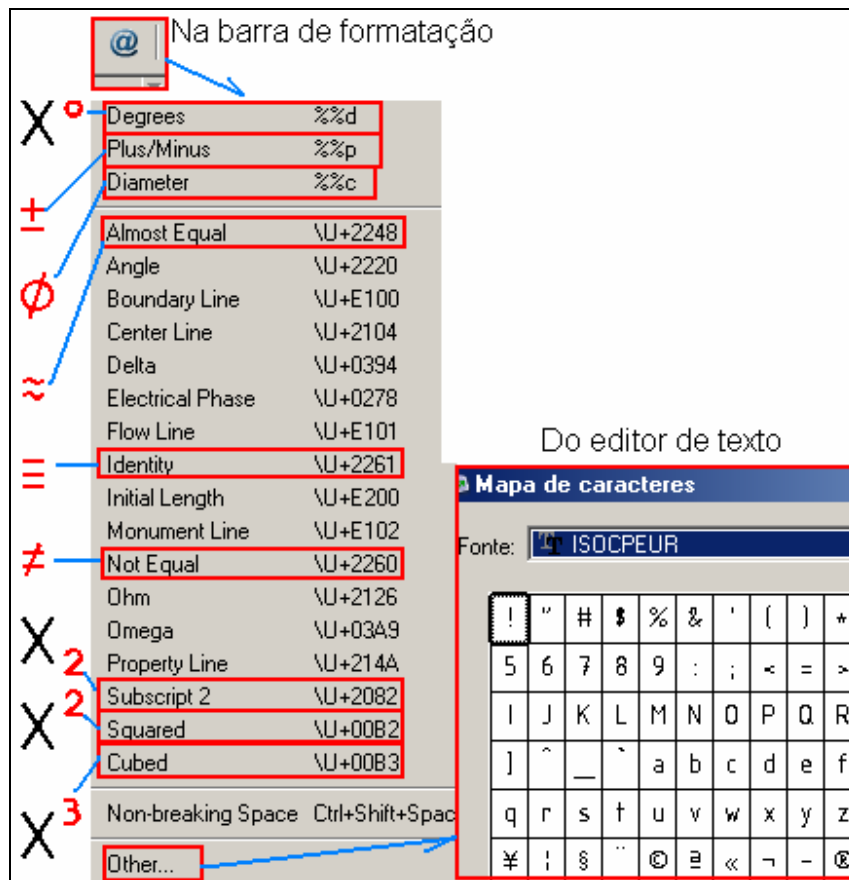 @ Na barra de formatação
X° Degrees %%d
Plus/Minus %%p
± Diameter %%c
Almost Equal \U+2248
Angle \U+2220
Ø Boundary Line \U+E100
Center Line \U+2104
Delta \U+0394
≈ Electrical Phase \U+0278
Flow Line \U+E101
Do editor de texto
≡ Identity \U+2261
Initial Length \U+E200
Monument Line \U+E102
≠ Not Equal \U+2260
Ohm \U+2126
Omega \U+03A9
Property Line \U+214A
X2 Subscript 2 \U+2082
X² Squared \U+00B2
Cubed \U+00B3
X³ Non-breaking Space Ctrl+Shift+Spac
Other...
Mapa de caracteres
Fonte: ISOCPEUR
! " # $ % & ' ( ) *
5 6 7 8 9 : ; < = >
I J K L M N O P Q R
] ^ _ ` a b c d e f
q r s t u v w x y z
¥ ¦ § ¨ © ª « ¬ - ®